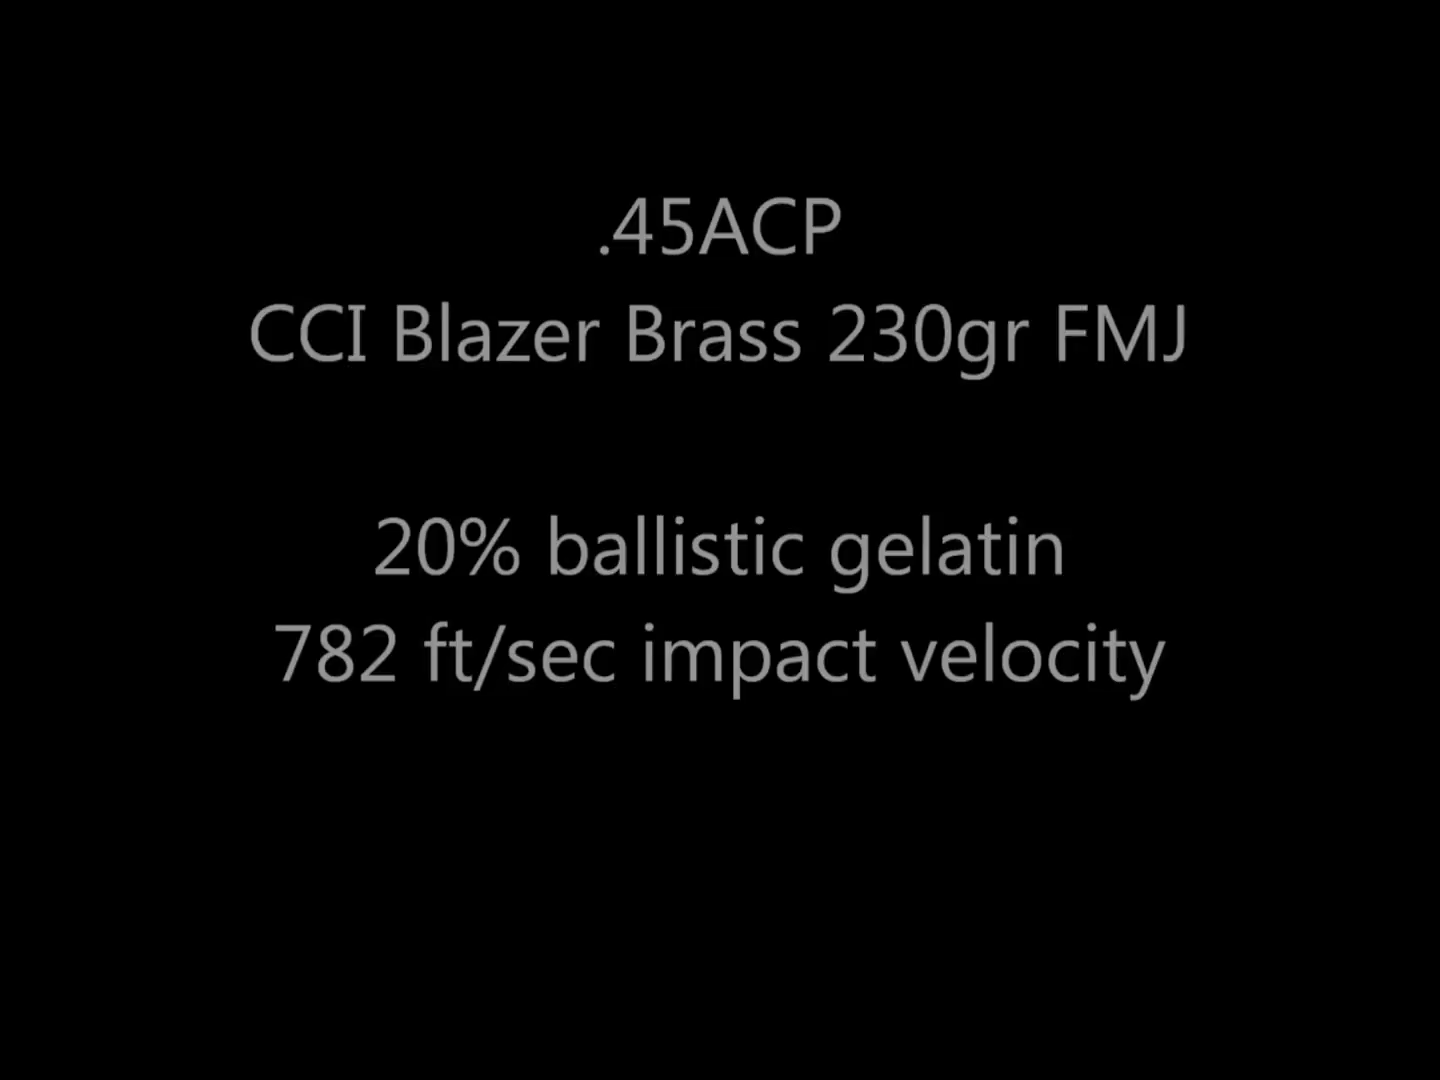 .45ACP
CCI Blazer Brass 230gr FMJ
20% ballistic gelatin
782 ft/sec impact velocity